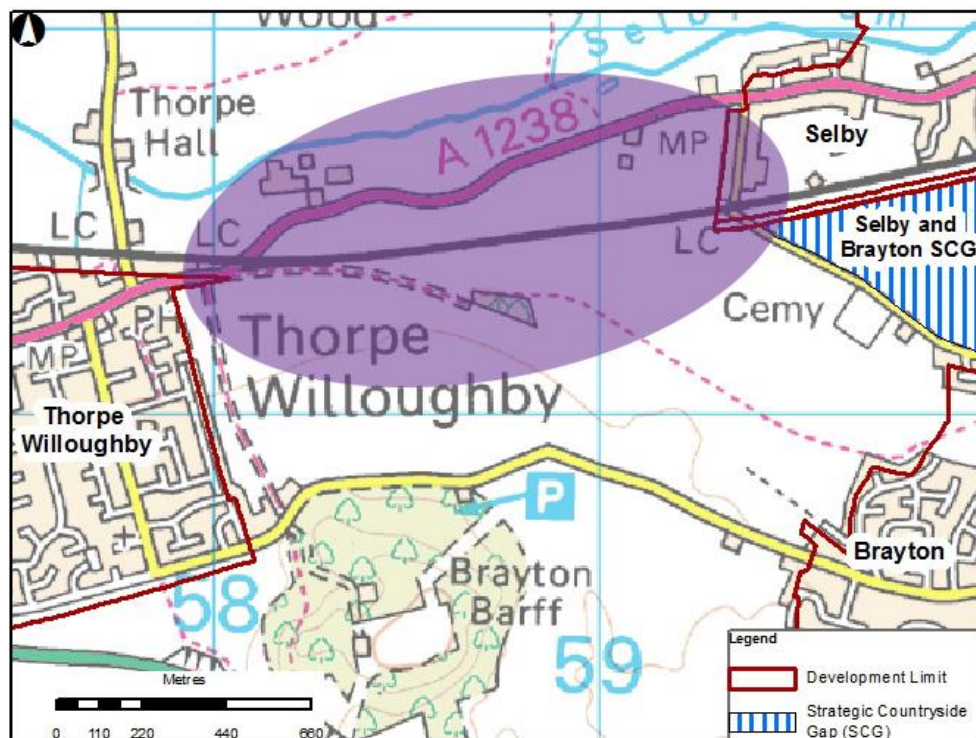 Wood
Selby Dam
Thorpe
Hall
A 1238
MP
Selby
LC
LC
LC
Selby and
Brayton SCG
Cemy
PH
MP
Thorpe
Willoughby
Thorpe
Willoughby
P
Brayton
Brayton
Barff
58
59
Metres
0 110 220 440 660
Legend
Development Limit
Strategic Countryside
Gap (SCG)